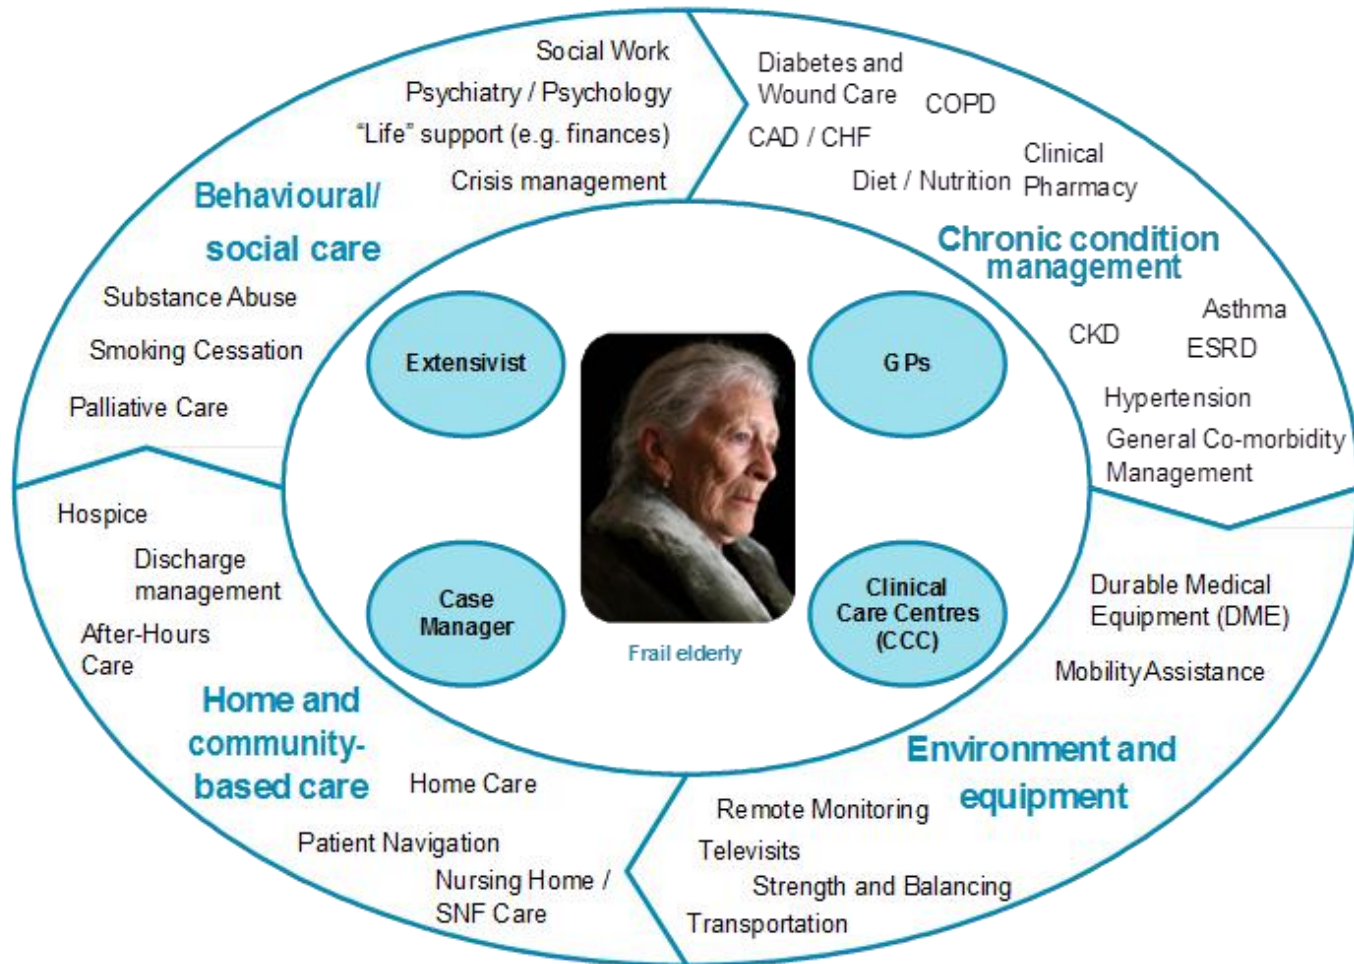 Social Work
Psychiatry / Psychology
“Life” support (e.g. finances)
Crisis management
Behavioural/
social care
Substance Abuse
Smoking Cessation
Palliative Care
Diabetes and
Wound Care
COPD
CAD / CHF
Clinical
Pharmacy
Diet / Nutrition
Chronic condition
management
Asthma
CKD
ESRD
Hypertension
General Co-morbidity
Management
Extensivist
GPs
Case
Manager
Clinical
Care Centres
(CCC)
Frail elderly
Hospice
Discharge
management
After-Hours
Care
Home and
community-
based care
Home Care
Patient Navigation
Nursing Home /
SNF Care
Durable Medical
Equipment (DME)
Mobility Assistance
Environment and
equipment
Remote Monitoring
Televisits
Strength and Balancing
Transportation